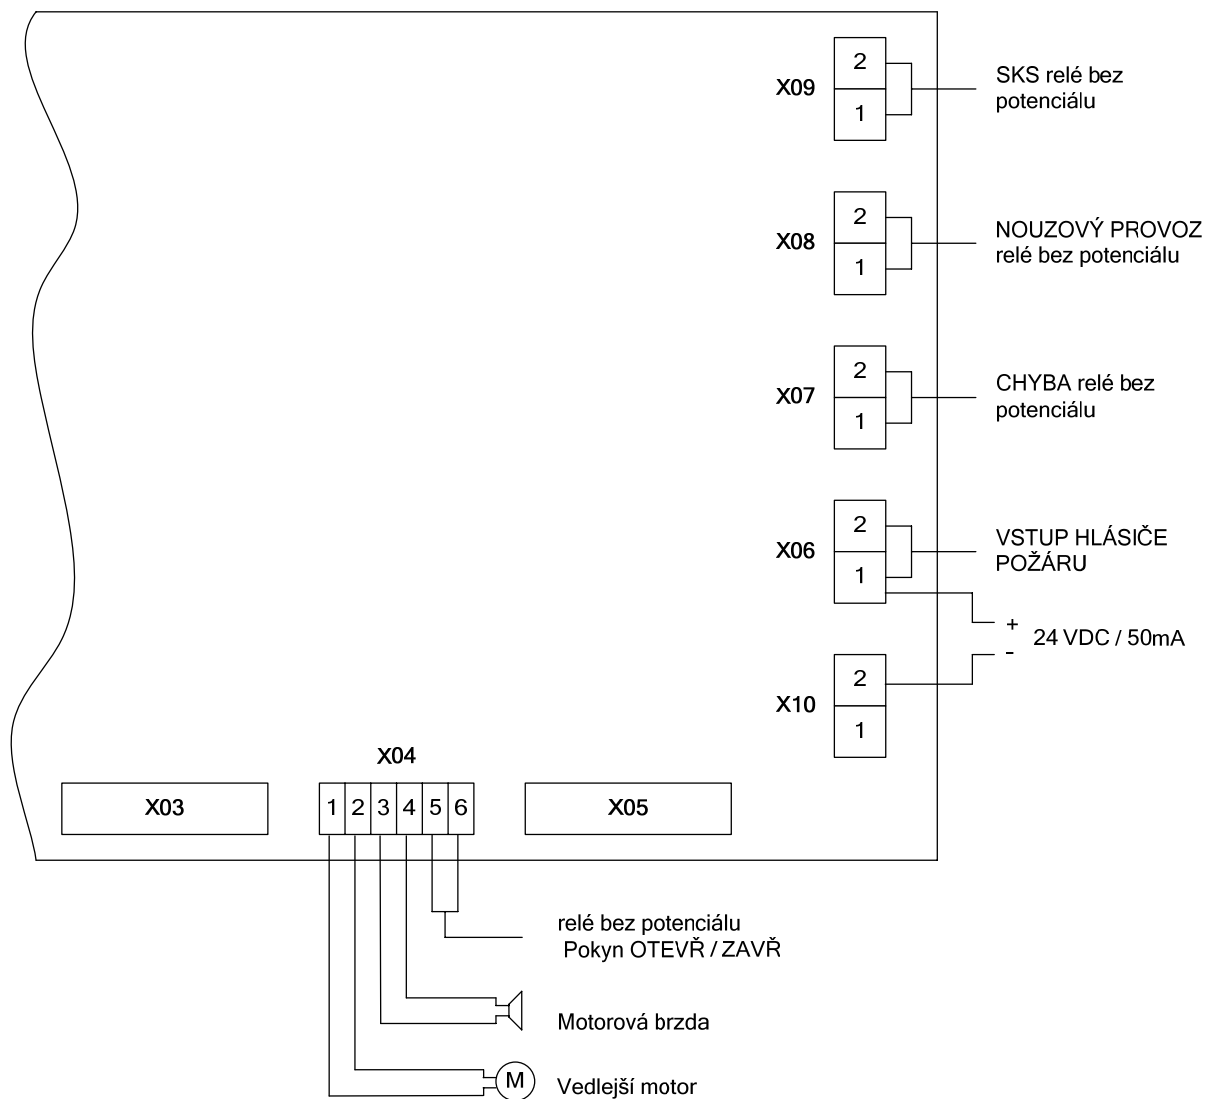 X09
2
1
SKS relé bez
potenciálu
X08
2
1
NOUZOVÝ PROVOZ
relé bez potenciálu
X07
2
1
CHYBA relé bez
potenciálu
X06
2
1
VSTUP HLÁSIČE
POŽÁRU
+
24 VDC / 50mA
-
X10
2
1
X03
X04
1 2 3 4 5 6
X05
relé bez potenciálu
Pokyn OTEVŘ / ZAVŘ
Motorová brzda
M
Vedlejší motor